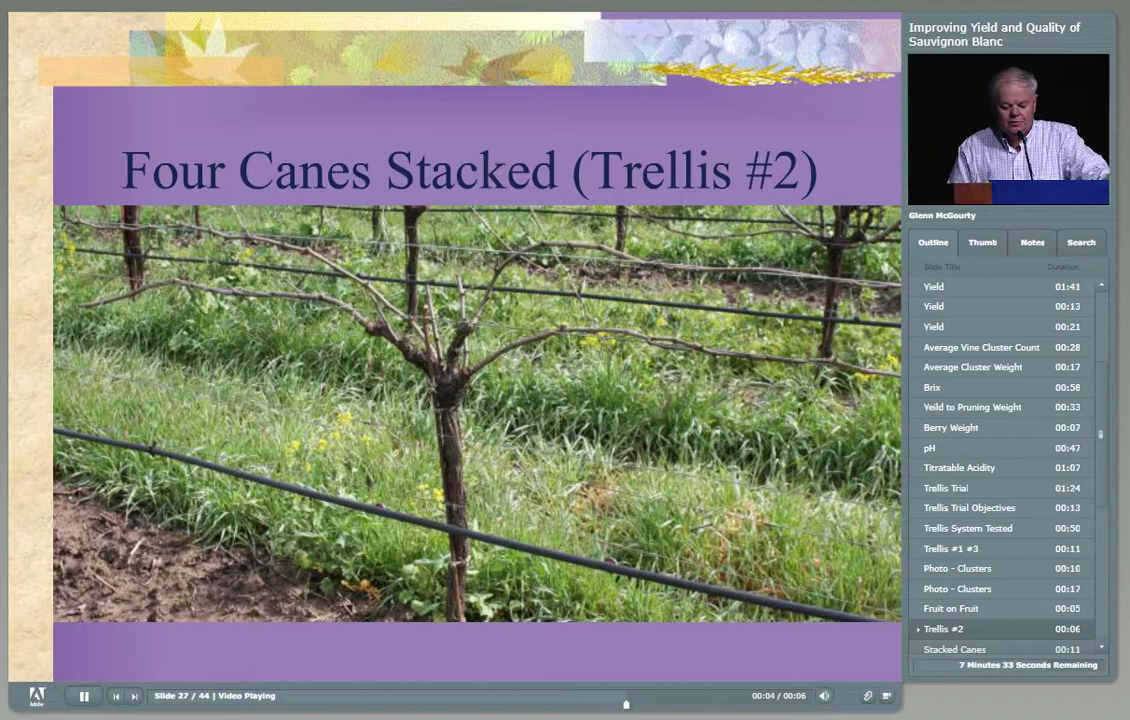 Four Canes Stacked (Trellis #2)
Improving Yield and Quality of
Sauvignon Blanc
Glenn McGourty
Outline Thumb Notes Search
Slide Title Duration
Yield 01:41
Yield 00:13
Yield 00:21
Average Vine Cluster Count 00:28
Average Cluster Weight 00:17
Brix 00:58
Yeild to Pruning Weight 00:33
Berry Weight 00:07
pH 00:47
Titratable Acidity 01:07
Trellis Trial 01:24
Trellis Trial Objectives 00:13
Trellis System Tested 00:50
Trellis #1 #3 00:11
Photo - Clusters 00:10
Photo - Clusters 00:17
Fruit on Fruit 00:05
Trellis #2 00:06
Stacked Canes 00:11
7 Minutes 33 Seconds Remaining
Adobe
Slide 27 / 44 | Video Playing
00:04 / 00:06